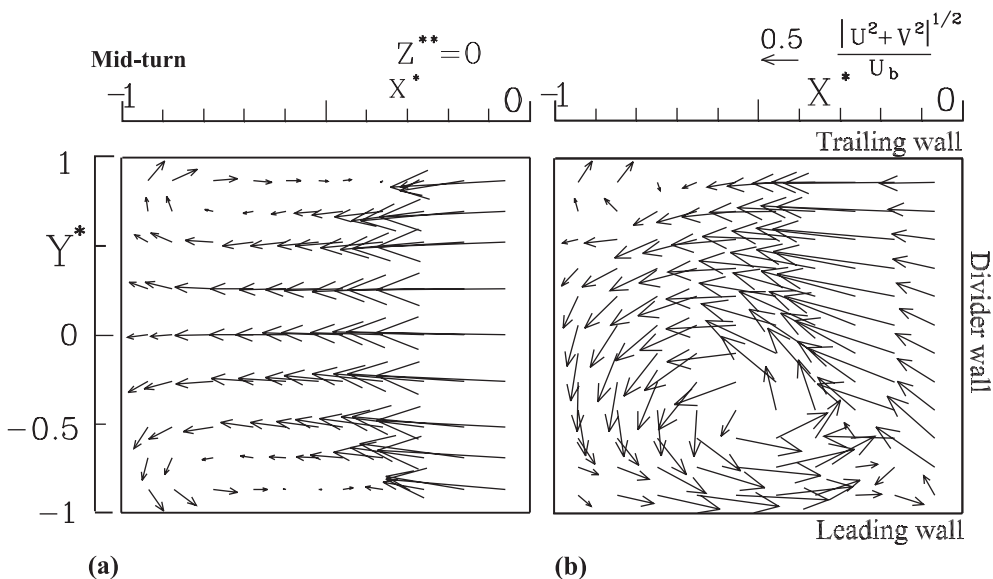 Mid-turn
Z**=0
X*
-1
0
0.5
|U²+V²|^1/2
U_b
X*
-1
0
Trailing wall
1
Y*
0
-0.5
-1
Divider wall
Leading wall
(a)
(b)